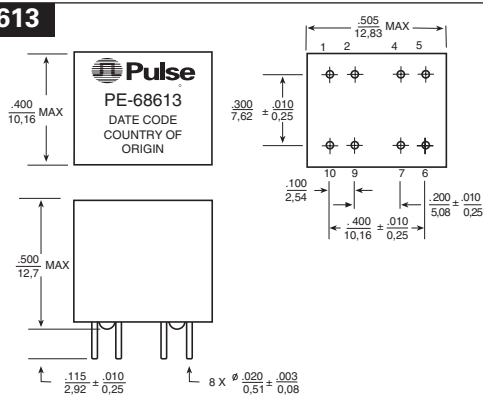 613
Pulse
PE-68613
DATE CODE
COUNTRY OF
ORIGIN
.400
10,16 MAX
.505
12,83 MAX
1 2 4 5
.300 ± .010
7,62 0,25
10 9 7 6
.100
2,54
.200 ± .010
5,08 0,25
.400 ± .010
10,16 0,25
.500
12,7 MAX
.115 ± .010
2,92 0,25
8 X ø .020 ± .003
0,51 0,08